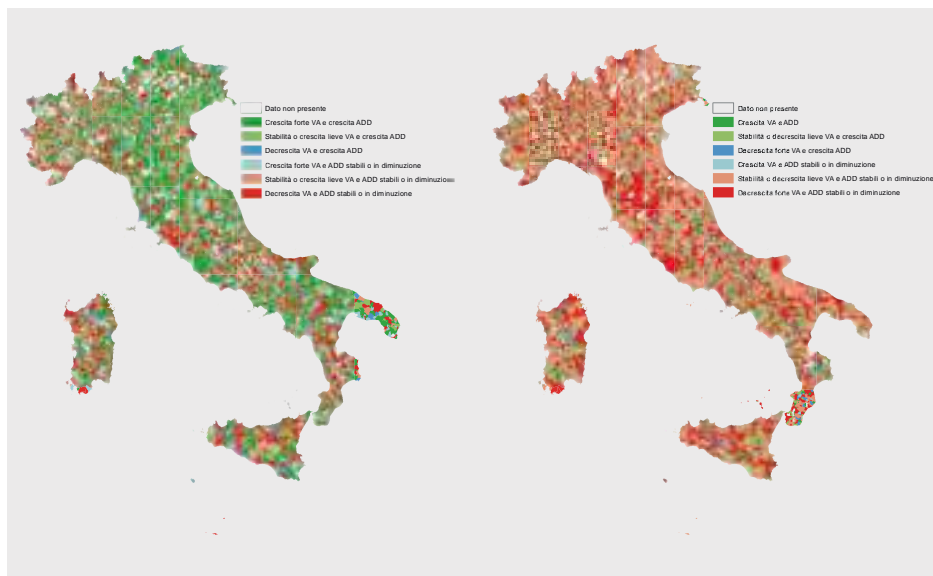 Dato non presente
Crescita forte VA e crescita ADD
Stabilità o crescita lieve VA e crescita ADD
Decrescita VA e crescita ADD
Crescita forte VA e ADD stabili o in diminuzione
Stabilità o crescita lieve VA e ADD stabili o in diminuzione
Decrescita VA e ADD stabili o in diminuzione
Dato non presente
Crescita VA e ADD
Stabilità o decrescita lieve VA e crescita ADD
Decrescita forte VA e crescita ADD
Crescita VA e ADD stabili o in diminuzione
Stabilità o decrescita lieve VA e ADD stabili o in diminuzione
Decrescita forte VA e ADD stabili o in diminuzione